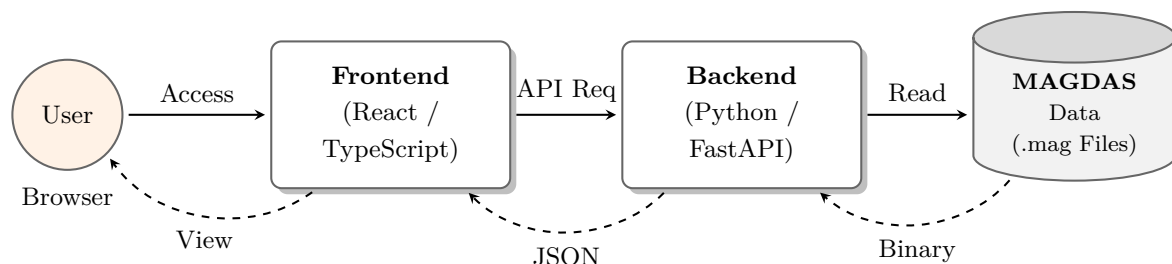 User
Browser
Access
Frontend
(React /
TypeScript)
API Req
Backend
(Python /
FastAPI)
Read
MAGDAS
Data
(.mag Files)
View
JSON
Binary